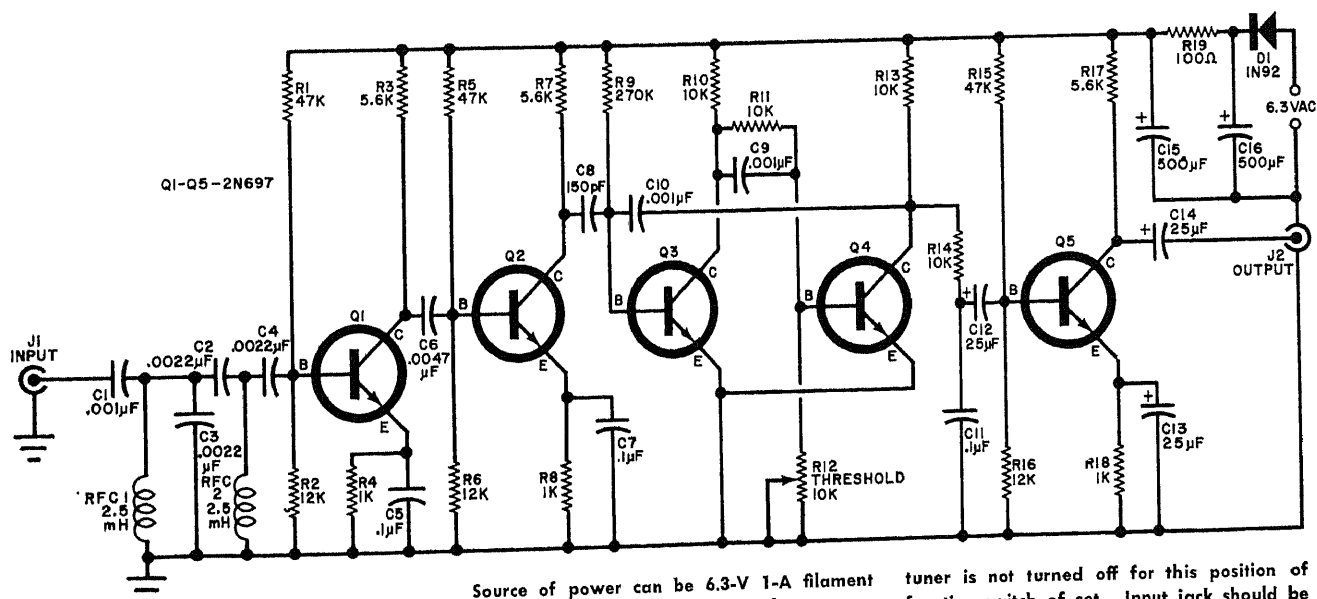 R1
47K
R3
5.6K
R5
47K
R7
5.6K
R9
270K
R10
10K
R11
10K
C9
.001µF
R13
10K
R15
47K
R17
5.6K
R19
100Ω
D1
1N92
6.3VAC
C15
500µF
C16
500µF
Q1-Q5-2N697
C8
150pF
C10
.001µF
C14
25µF
J2
OUTPUT
R14
10K
C12
25µF
Q1
B
C
E
Q2
B
C
E
Q3
B
C
E
Q4
B
C
E
Q5
B
C
E
J1
INPUT
C1
.001µF
C2
.0022µF
C4
.0022µF
C6
.0047
µF
C3
.0022
µF
RFC1
2.5
mH
RFC
2
2.5
mH
R2
12K
R4
1K
C5
.1µF
R6
12K
R8
1K
C7
.1µF
R12
THRESHOLD
10K
C11
.1µF
R16
12K
R18
1K
C13
25µF
Source of power can be 6.3-V 1-A filament
tuner is not turned off for this position of
switch of set. Input jack should be